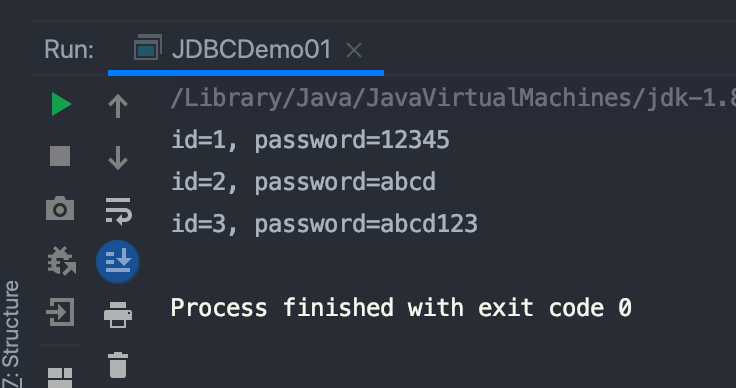 Run: JDBCDemo01
/Library/Java/JavaVirtualMachines/jdk-1.8
id=1, password=12345
id=2, password=abcd
id=3, password=abcd123
Process finished with exit code 0
Z: Structure